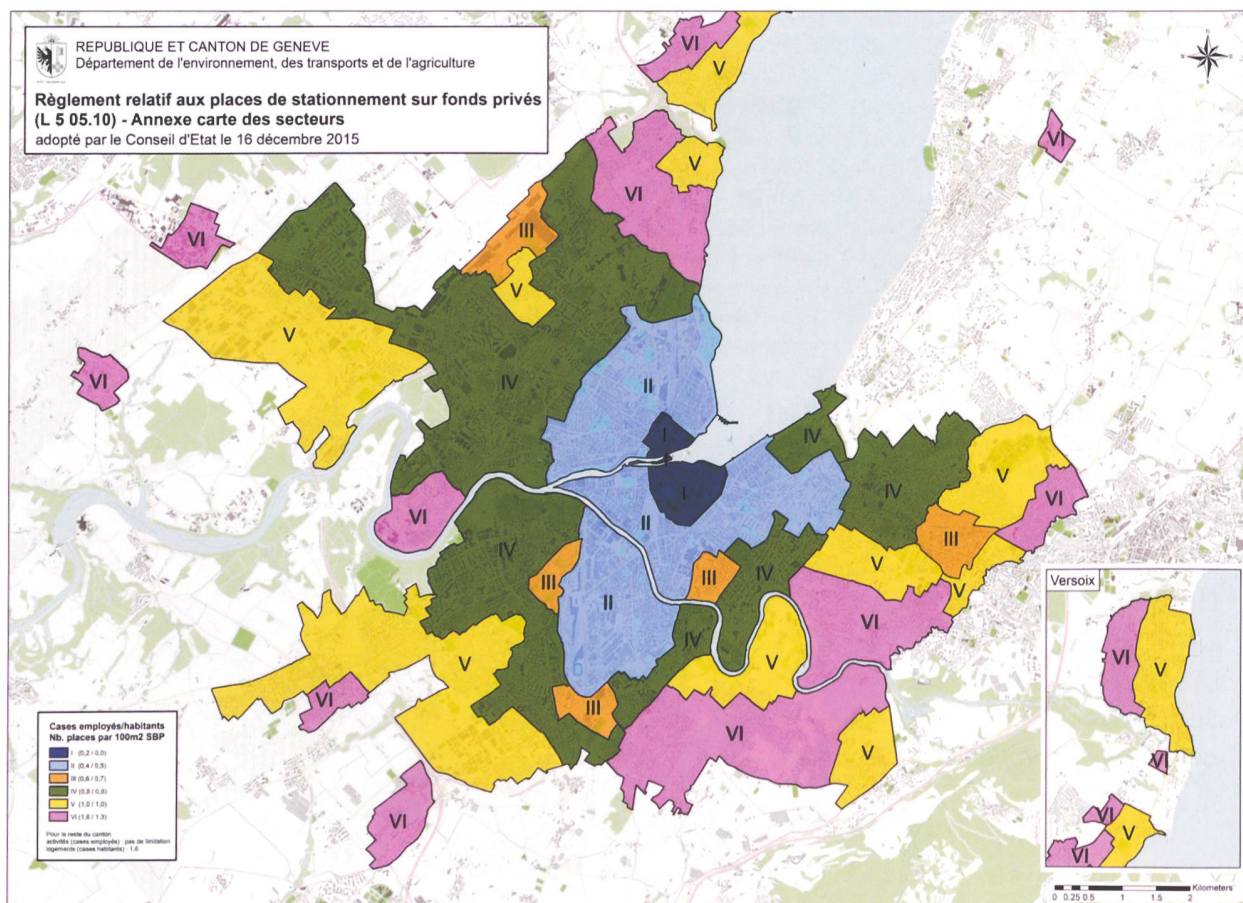 REPUBLIQUE ET CANTON DE GENEVE
Département de l'environnement, des transports et de l'agriculture
Règlement relatif aux places de stationnement sur fonds privés
(L 5 05.10) - Annexe carte des secteurs
adopté par le Conseil d'Etat le 16 décembre 2015
VI
V
VI
V
VI
VI
III
V
VI
V
VI
IV
II
I
IV
I
IV
V
VI
VI
II
III
IV
III
III
IV
V
V
II
IV
VI
V
V
VI
III
VI
V
VI
Versoix
VI
V
VI
VI
V
VI
Cases employés/habitants
Nb. places par 100m2 SBP
I (0,2 / 0,0)
II (0,4 / 0,5)
III (0,6 / 0,7)
IV (0,8 / 0,8)
V (1,0 / 1,0)
VI (1,6 / 1,3)
Pour le reste du canton
activités (cases employés) : pas de limitation
logements (cases habitants) : 1.6
Kilometers
0 0.25 0.5 1 1.5 2